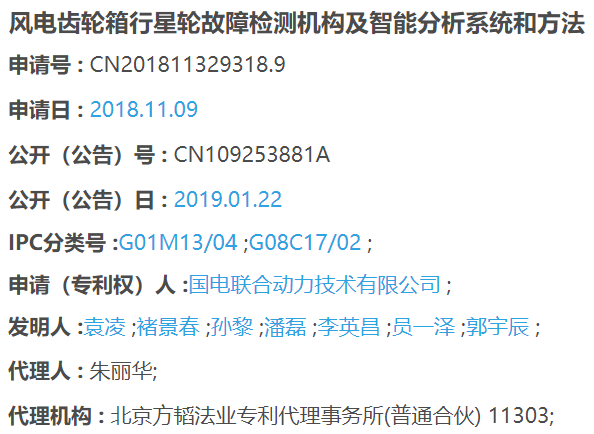 风电齿轮箱行星轮故障检测机构及智能分析系统和方法
申请号 : CN201811329318.9
申请日 : 2018.11.09
公开（公告）号 : CN109253881A
公开（公告）日 : 2019.01.22
IPC分类号 :G01M13/04 ;G08C17/02 ;
申请（专利权）人 :国电联合动力技术有限公司 ;
发明人 :袁凌 ;褚景春 ;孙黎 ;潘磊 ;李英昌 ;员一泽 ;郭宇辰 ;
代理人 : 朱丽华;
代理机构 : 北京方韬法业专利代理事务所(普通合伙) 11303;